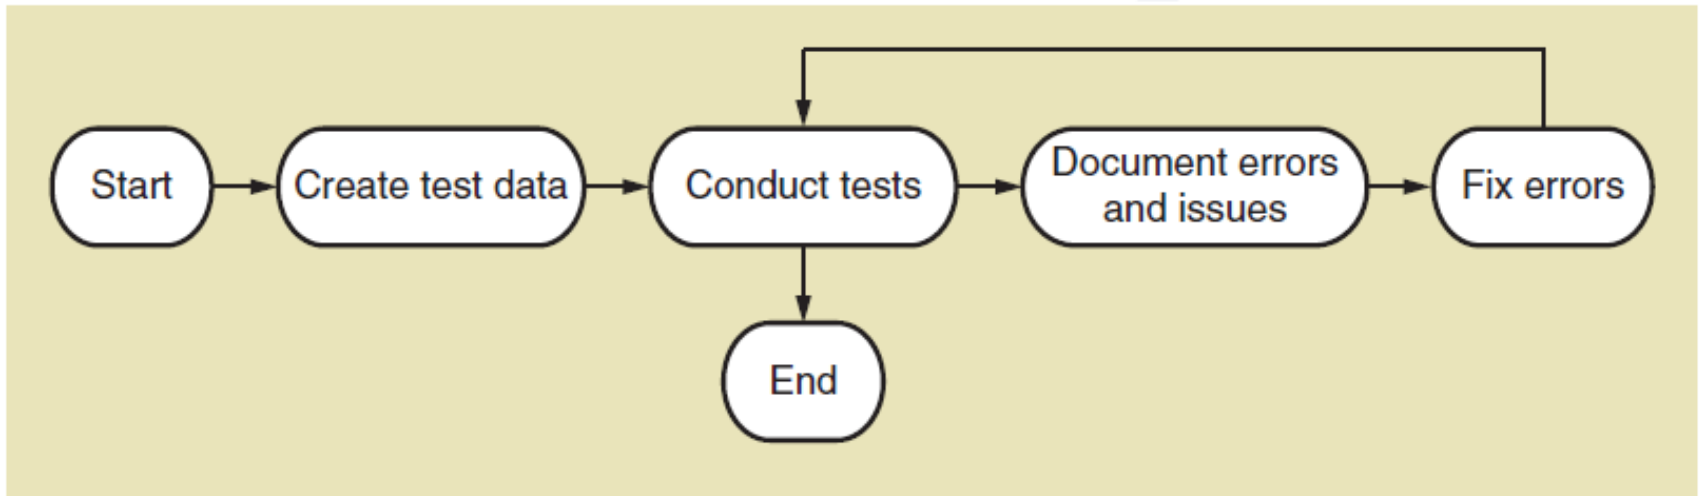 Start
Create test data
Conduct tests
Document errors
and issues
Fix errors
End